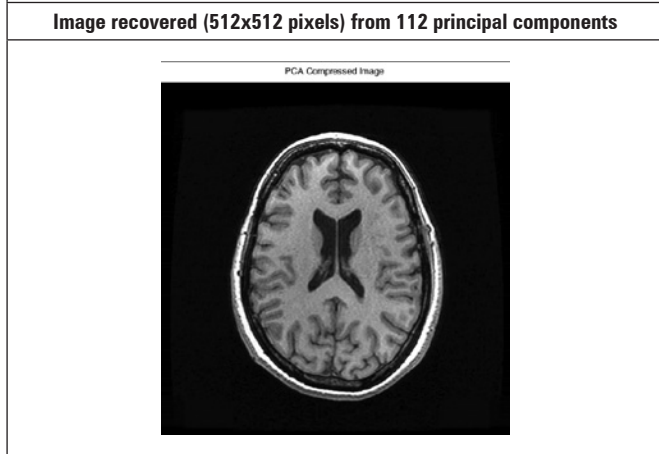 Image recovered (512x512 pixels) from 112 principal components
PCA Compressed Image